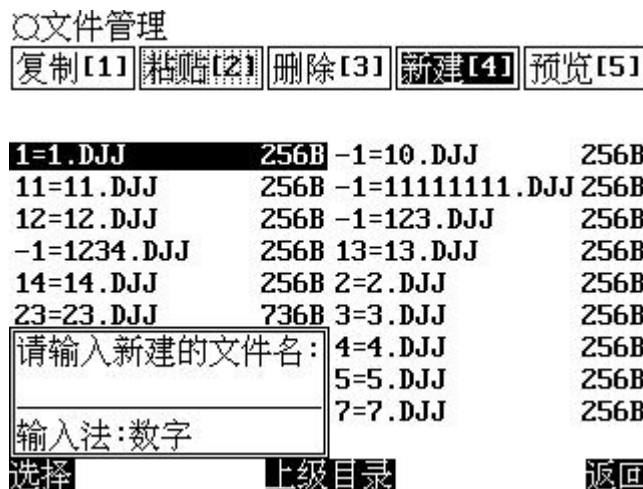 ¤文件管理
复制[1] 粘贴[2] 删除[3] 新建[4] 预览[5]
1=1.DJJ 256B -1=10.DJJ 256B
11=11.DJJ 256B -1=11111111.DJJ 256B
12=12.DJJ 256B -1=123.DJJ 256B
-1=1234.DJJ 256B 13=13.DJJ 256B
14=14.DJJ 256B 2=2.DJJ 256B
23=23.DJJ 736B 3=3.DJJ 256B
请输入新建的文件名: 4=4.DJJ 256B
5=5.DJJ 256B
7=7.DJJ 256B
输入法:数字
选择 上级目录 返回